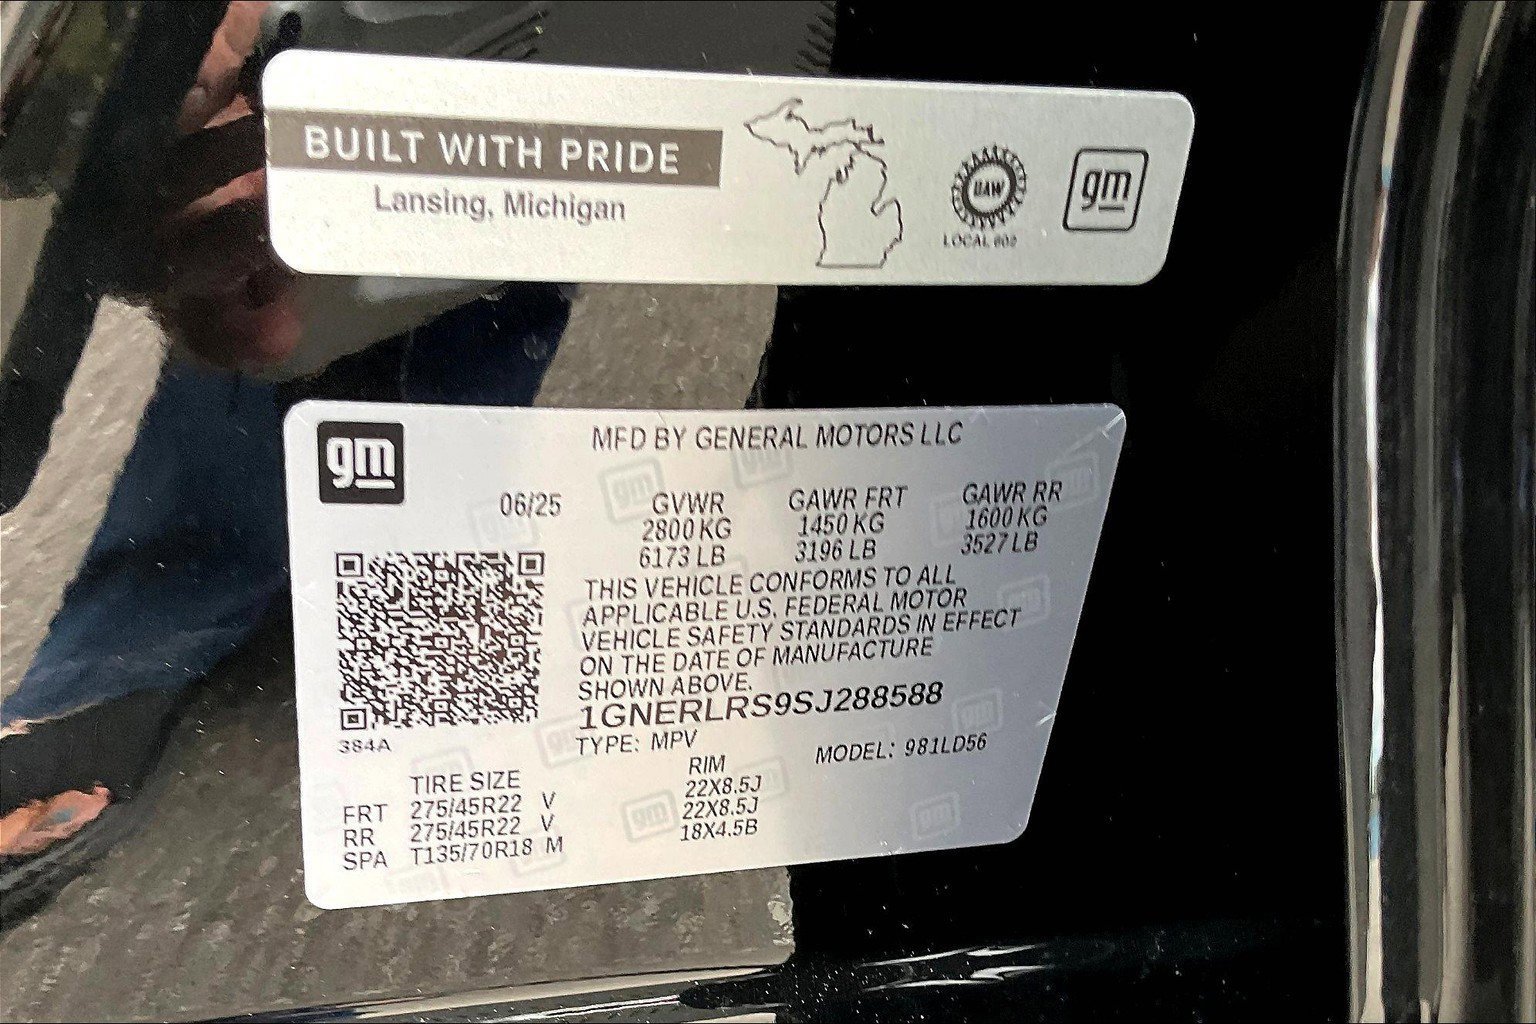 BUILT WITH PRIDE
Lansing, Michigan
UAW
LOCAL 602
gm
gm
MFD BY GENERAL MOTORS LLC
06/25 GVWR GAWR FRT GAWR RR
2800 KG 1450 KG 1600 KG
6173 LB 3196 LB 3527 LB
THIS VEHICLE CONFORMS TO ALL
APPLICABLE U.S. FEDERAL MOTOR
VEHICLE SAFETY STANDARDS IN EFFECT
ON THE DATE OF MANUFACTURE
SHOWN ABOVE.
1GNERLRS9SJ288588
384A
TYPE: MPV MODEL: 981LD56
TIRE SIZE RIM
FRT 275/45R22 V 22X8.5J
RR 275/45R22 V 22X8.5J
SPA T135/70R18 M 18X4.5B